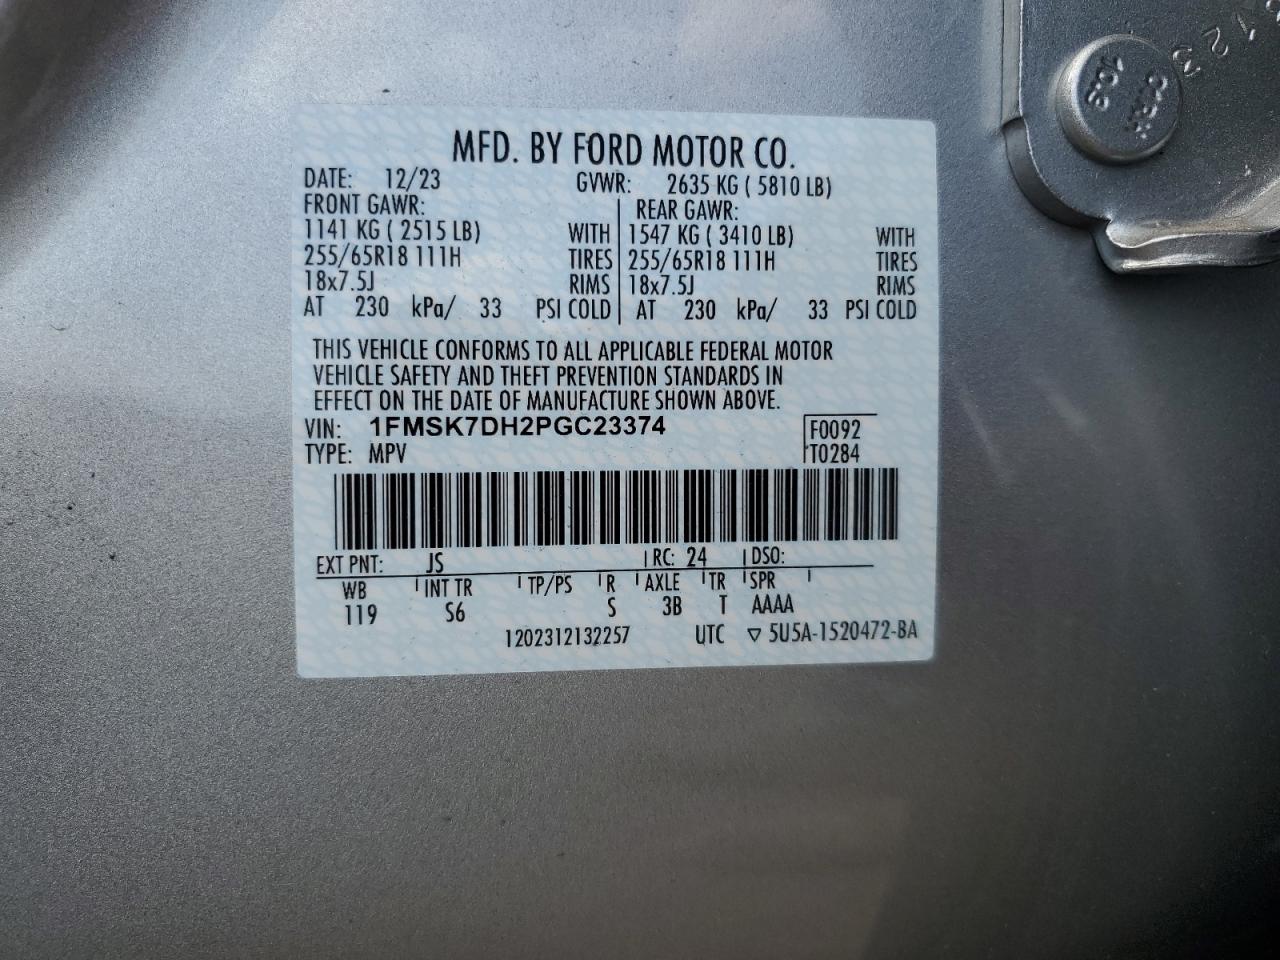 MFD. BY FORD MOTOR CO.
DATE: 12/23 GVWR: 2635 KG ( 5810 LB)
FRONT GAWR: REAR GAWR:
1141 KG ( 2515 LB) WITH 1547 KG ( 3410 LB) WITH
255/65R18 111H TIRES 255/65R18 111H TIRES
18x7.5J RIMS 18x7.5J RIMS
AT 230 kPa/ 33 PSI COLD AT 230 kPa/ 33 PSI COLD
THIS VEHICLE CONFORMS TO ALL APPLICABLE FEDERAL MOTOR
VEHICLE SAFETY AND THEFT PREVENTION STANDARDS IN
EFFECT ON THE DATE OF MANUFACTURE SHOWN ABOVE.
VIN: 1FMSK7DH2PGC23374 F0092
TYPE: MPV T0284
EXT PNT: JS RC: 24 DSO:
WB INT TR TP/PS R AXLE TR SPR
119 S6 S 3B T AAAA
1202312132257 UTC ▽ 5U5A-1520472-BA
10.9
123